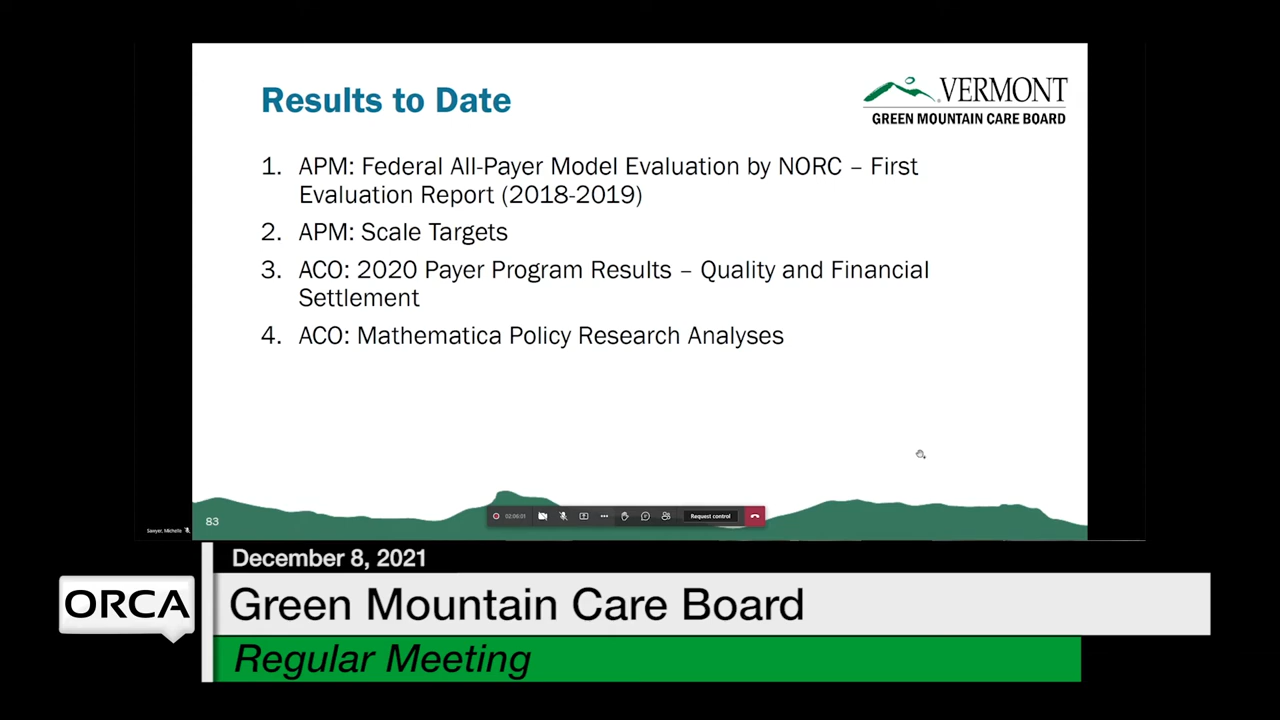 Results to Date
VERMONT
GREEN MOUNTAIN CARE BOARD
1. APM: Federal All-Payer Model Evaluation by NORC – First
Evaluation Report (2018-2019)
2. APM: Scale Targets
3. ACO: 2020 Payer Program Results – Quality and Financial
Settlement
4. ACO: Mathematica Policy Research Analyses
83
Request control
Sawyer, Michelle
December 8, 2021
ORCA
Green Mountain Care Board
Regular Meeting